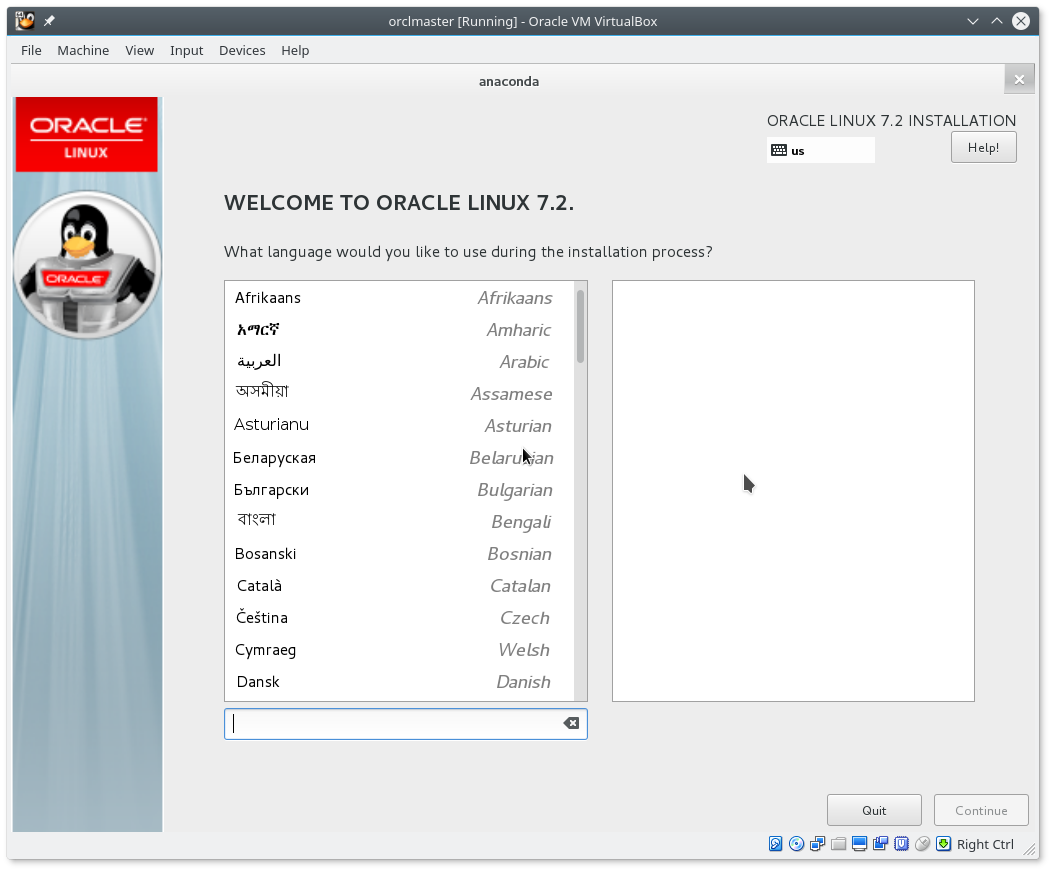 orclmaster [Running] - Oracle VM VirtualBox
File Machine View Input Devices Help
anaconda
ORACLE
LINUX
ORACLE
ORACLE LINUX 7.2 INSTALLATION
us
Help!
WELCOME TO ORACLE LINUX 7.2.
What language would you like to use during the installation process?
Afrikaans Afrikaans
አማርኛ Amharic
العربية Arabic
অসমীয়া Assamese
Asturianu Asturian
Беларуская Belarusian
Български Bulgarian
বাংলা Bengali
Bosanski Bosnian
Català Catalan
Čeština Czech
Cymraeg Welsh
Dansk Danish
Quit Continue
Right Ctrl